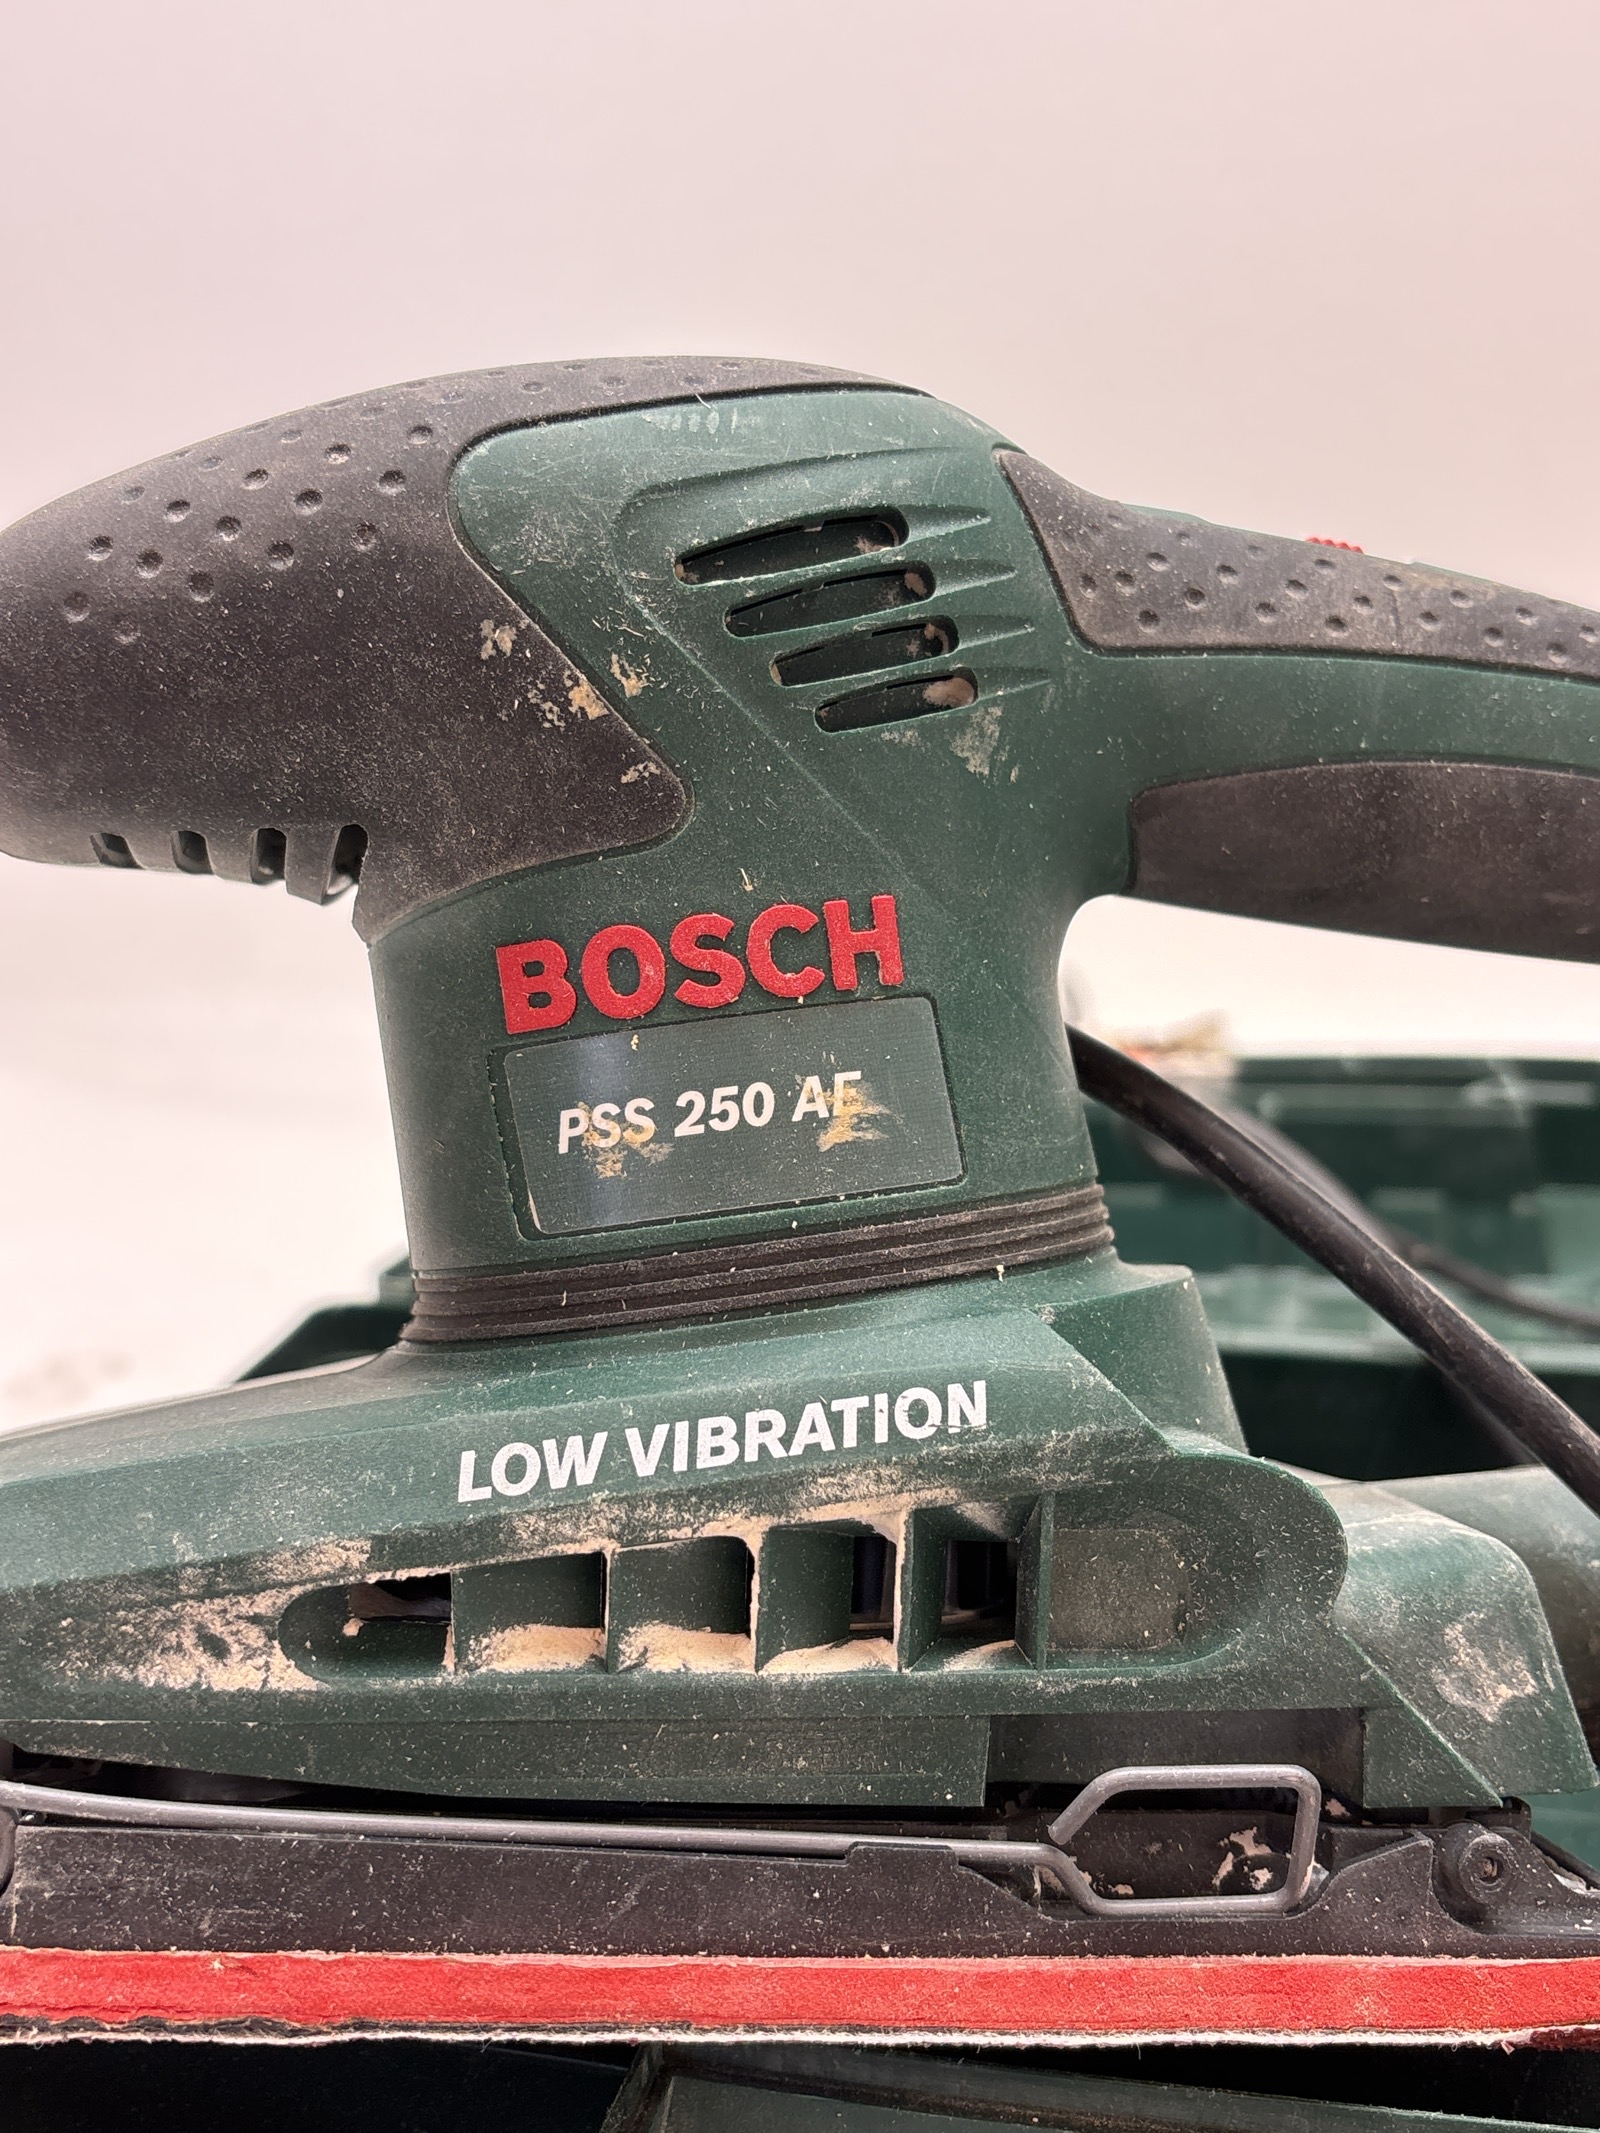 BOSCH
PSS 250 AE
LOW VIBRATION